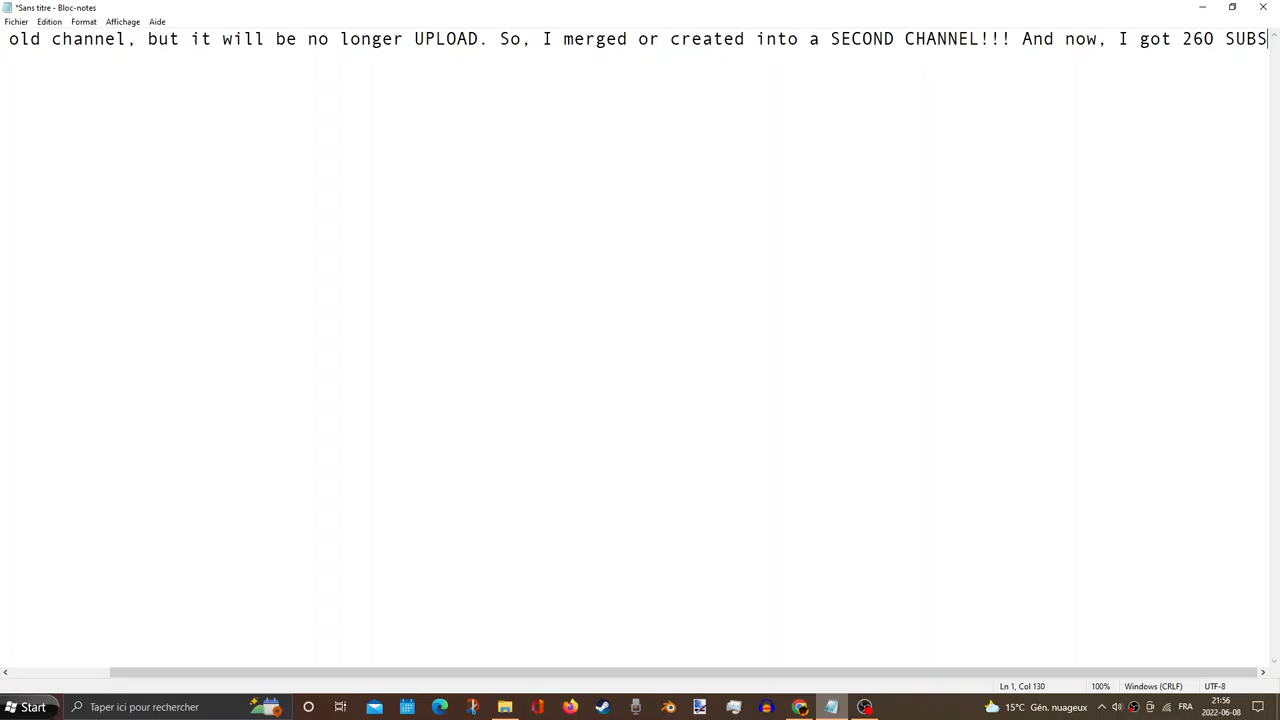 *Sans titre - Bloc-notes
Fichier Edition Format Affichage Aide
old channel, but it will be no longer UPLOAD. So, I merged or created into a SECOND CHANNEL!!! And now, I got 260 SUBS
Ln 1, Col 130 100% Windows (CRLF) UTF-8
Start Taper ici pour rechercher 15°C Gén. nuageux FRA 21:56
2022-06-08